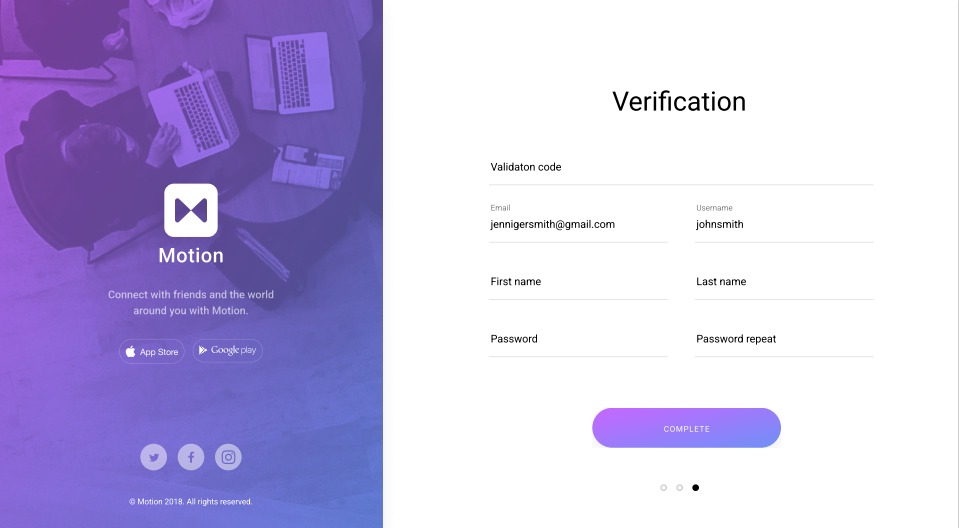 Motion
Connect with friends and the world
around you with Motion.
App Store
Google play
© Motion 2018. All rights reserved.
Verification
Validaton code
Email
jennigersmith@gmail.com
Username
johnsmith
First name
Last name
Password
Password repeat
COMPLETE